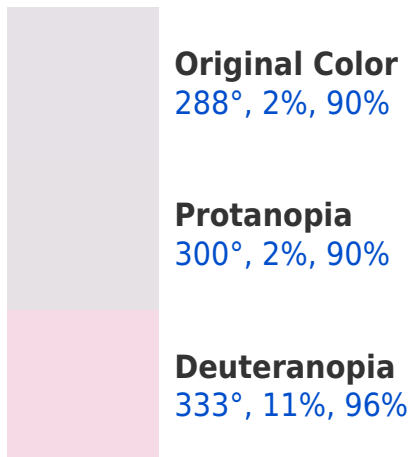 Original Color
288°, 2%, 90%
Protanopia
300°, 2%, 90%
Deuteranopia
333°, 11%, 96%